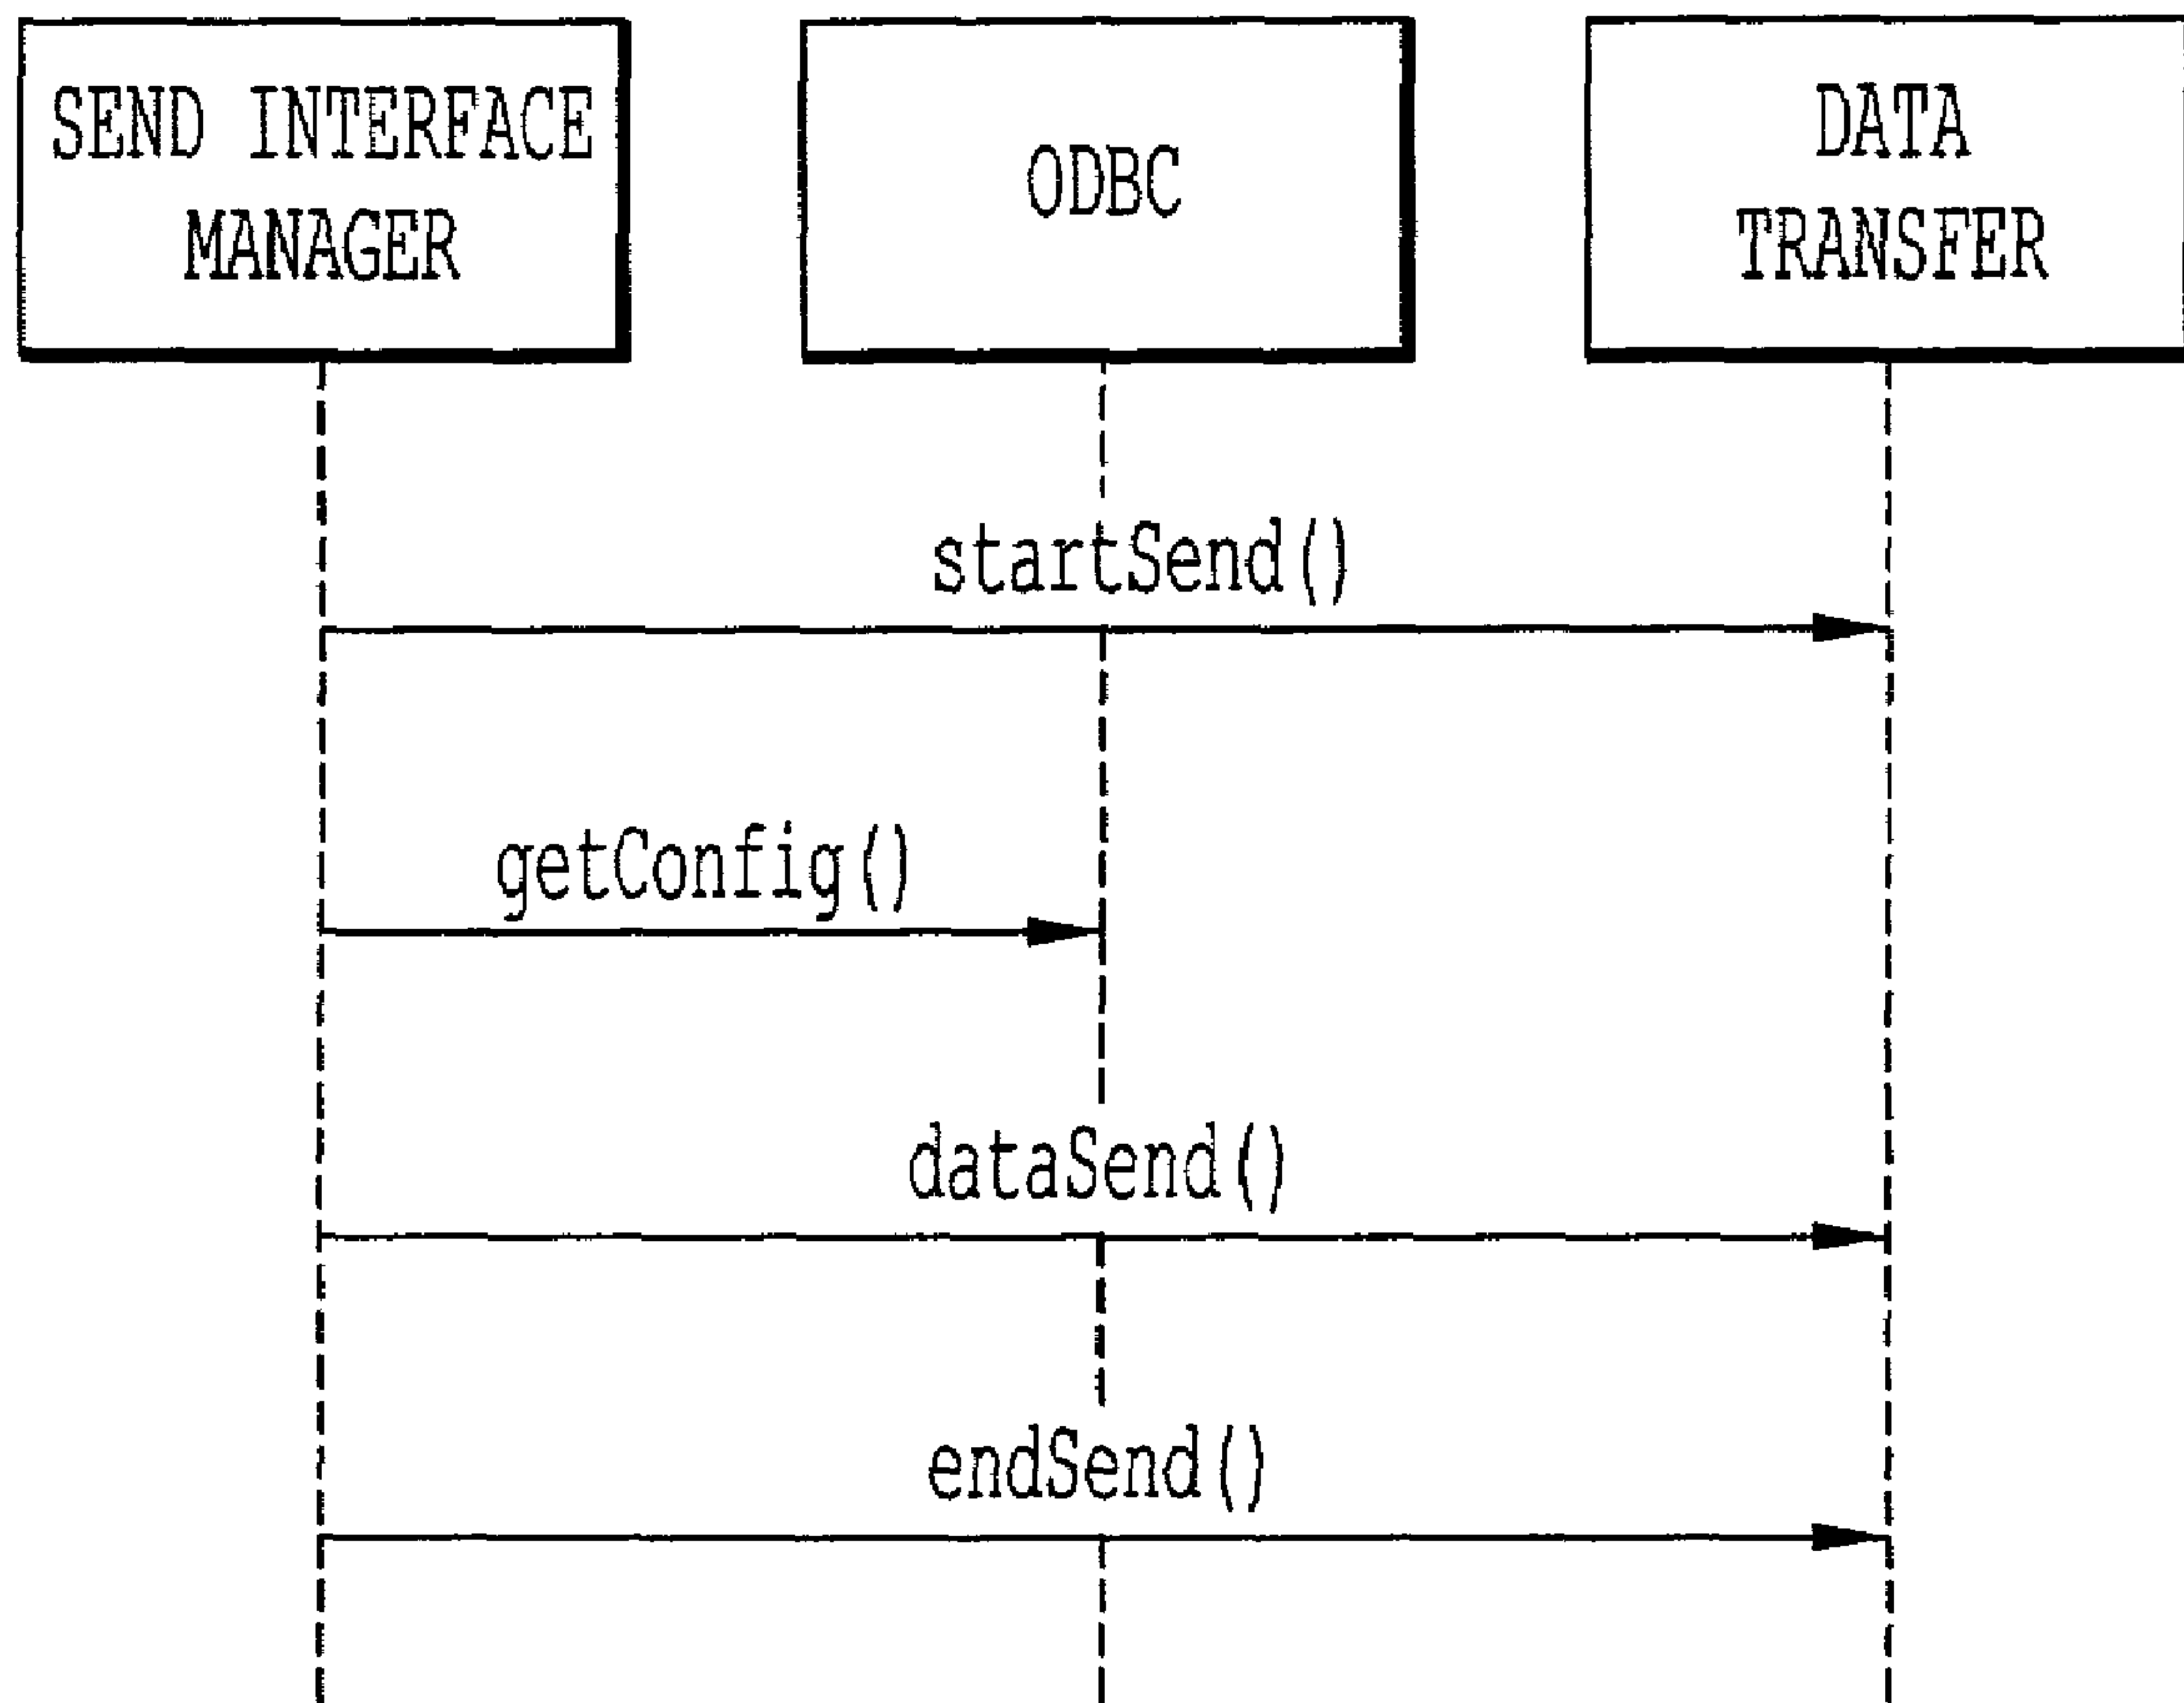 SEND INTERFACE
MANAGER
ODBC
DATA
TRANSFER
startSend()
getConfig()
dataSend()
endSend()